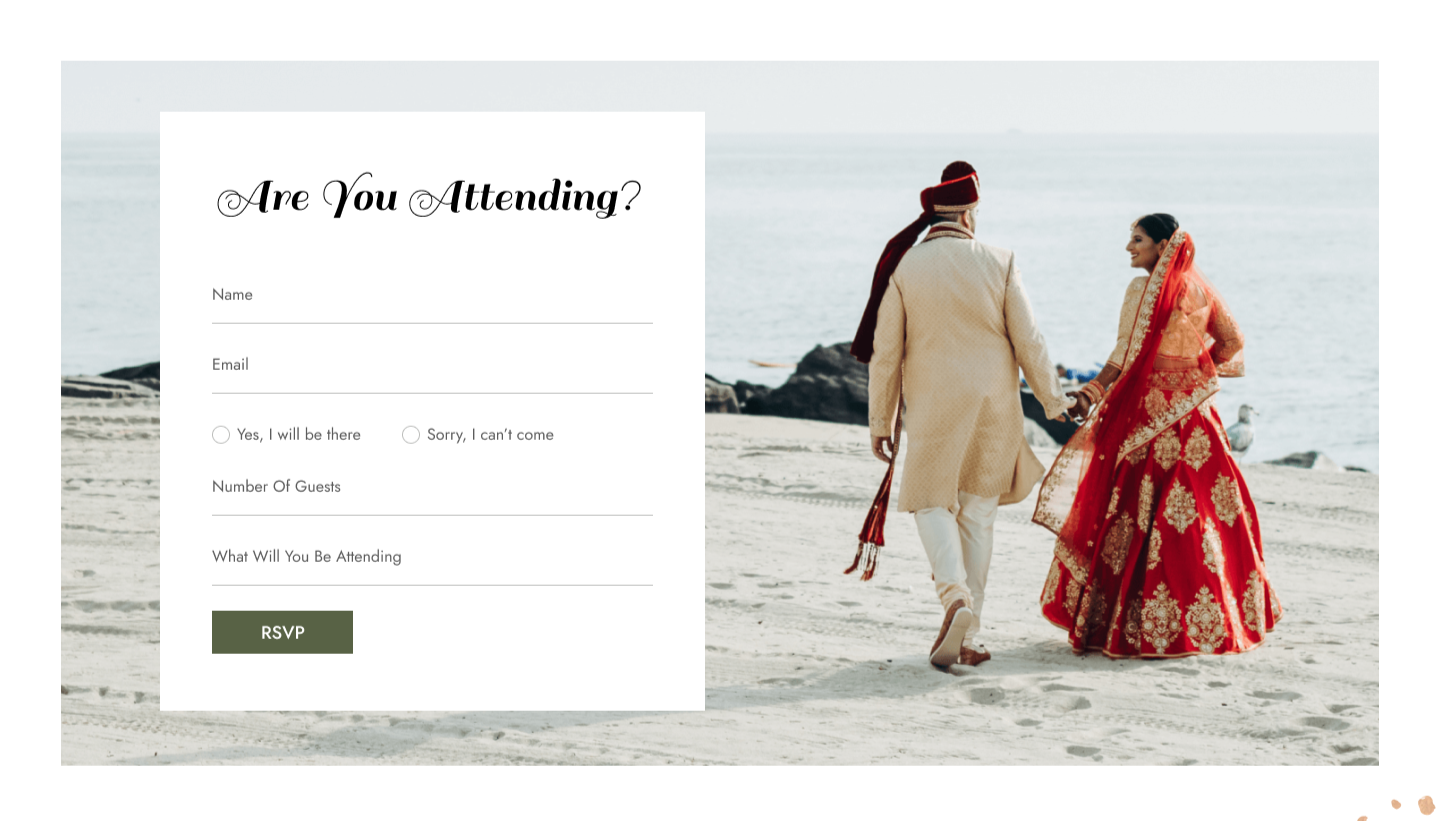 Are You Attending?
Name
Email
Yes, I will be there Sorry, I can't come
Number Of Guests
What Will You Be Attending
RSVP